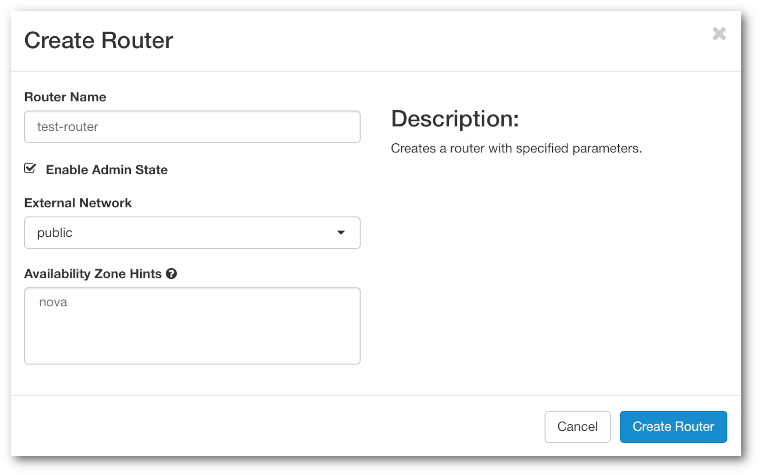 Create Router
Router Name
test-router
Enable Admin State
External Network
public
Availability Zone Hints
nova
Description:
Creates a router with specified parameters.
Cancel
Create Router